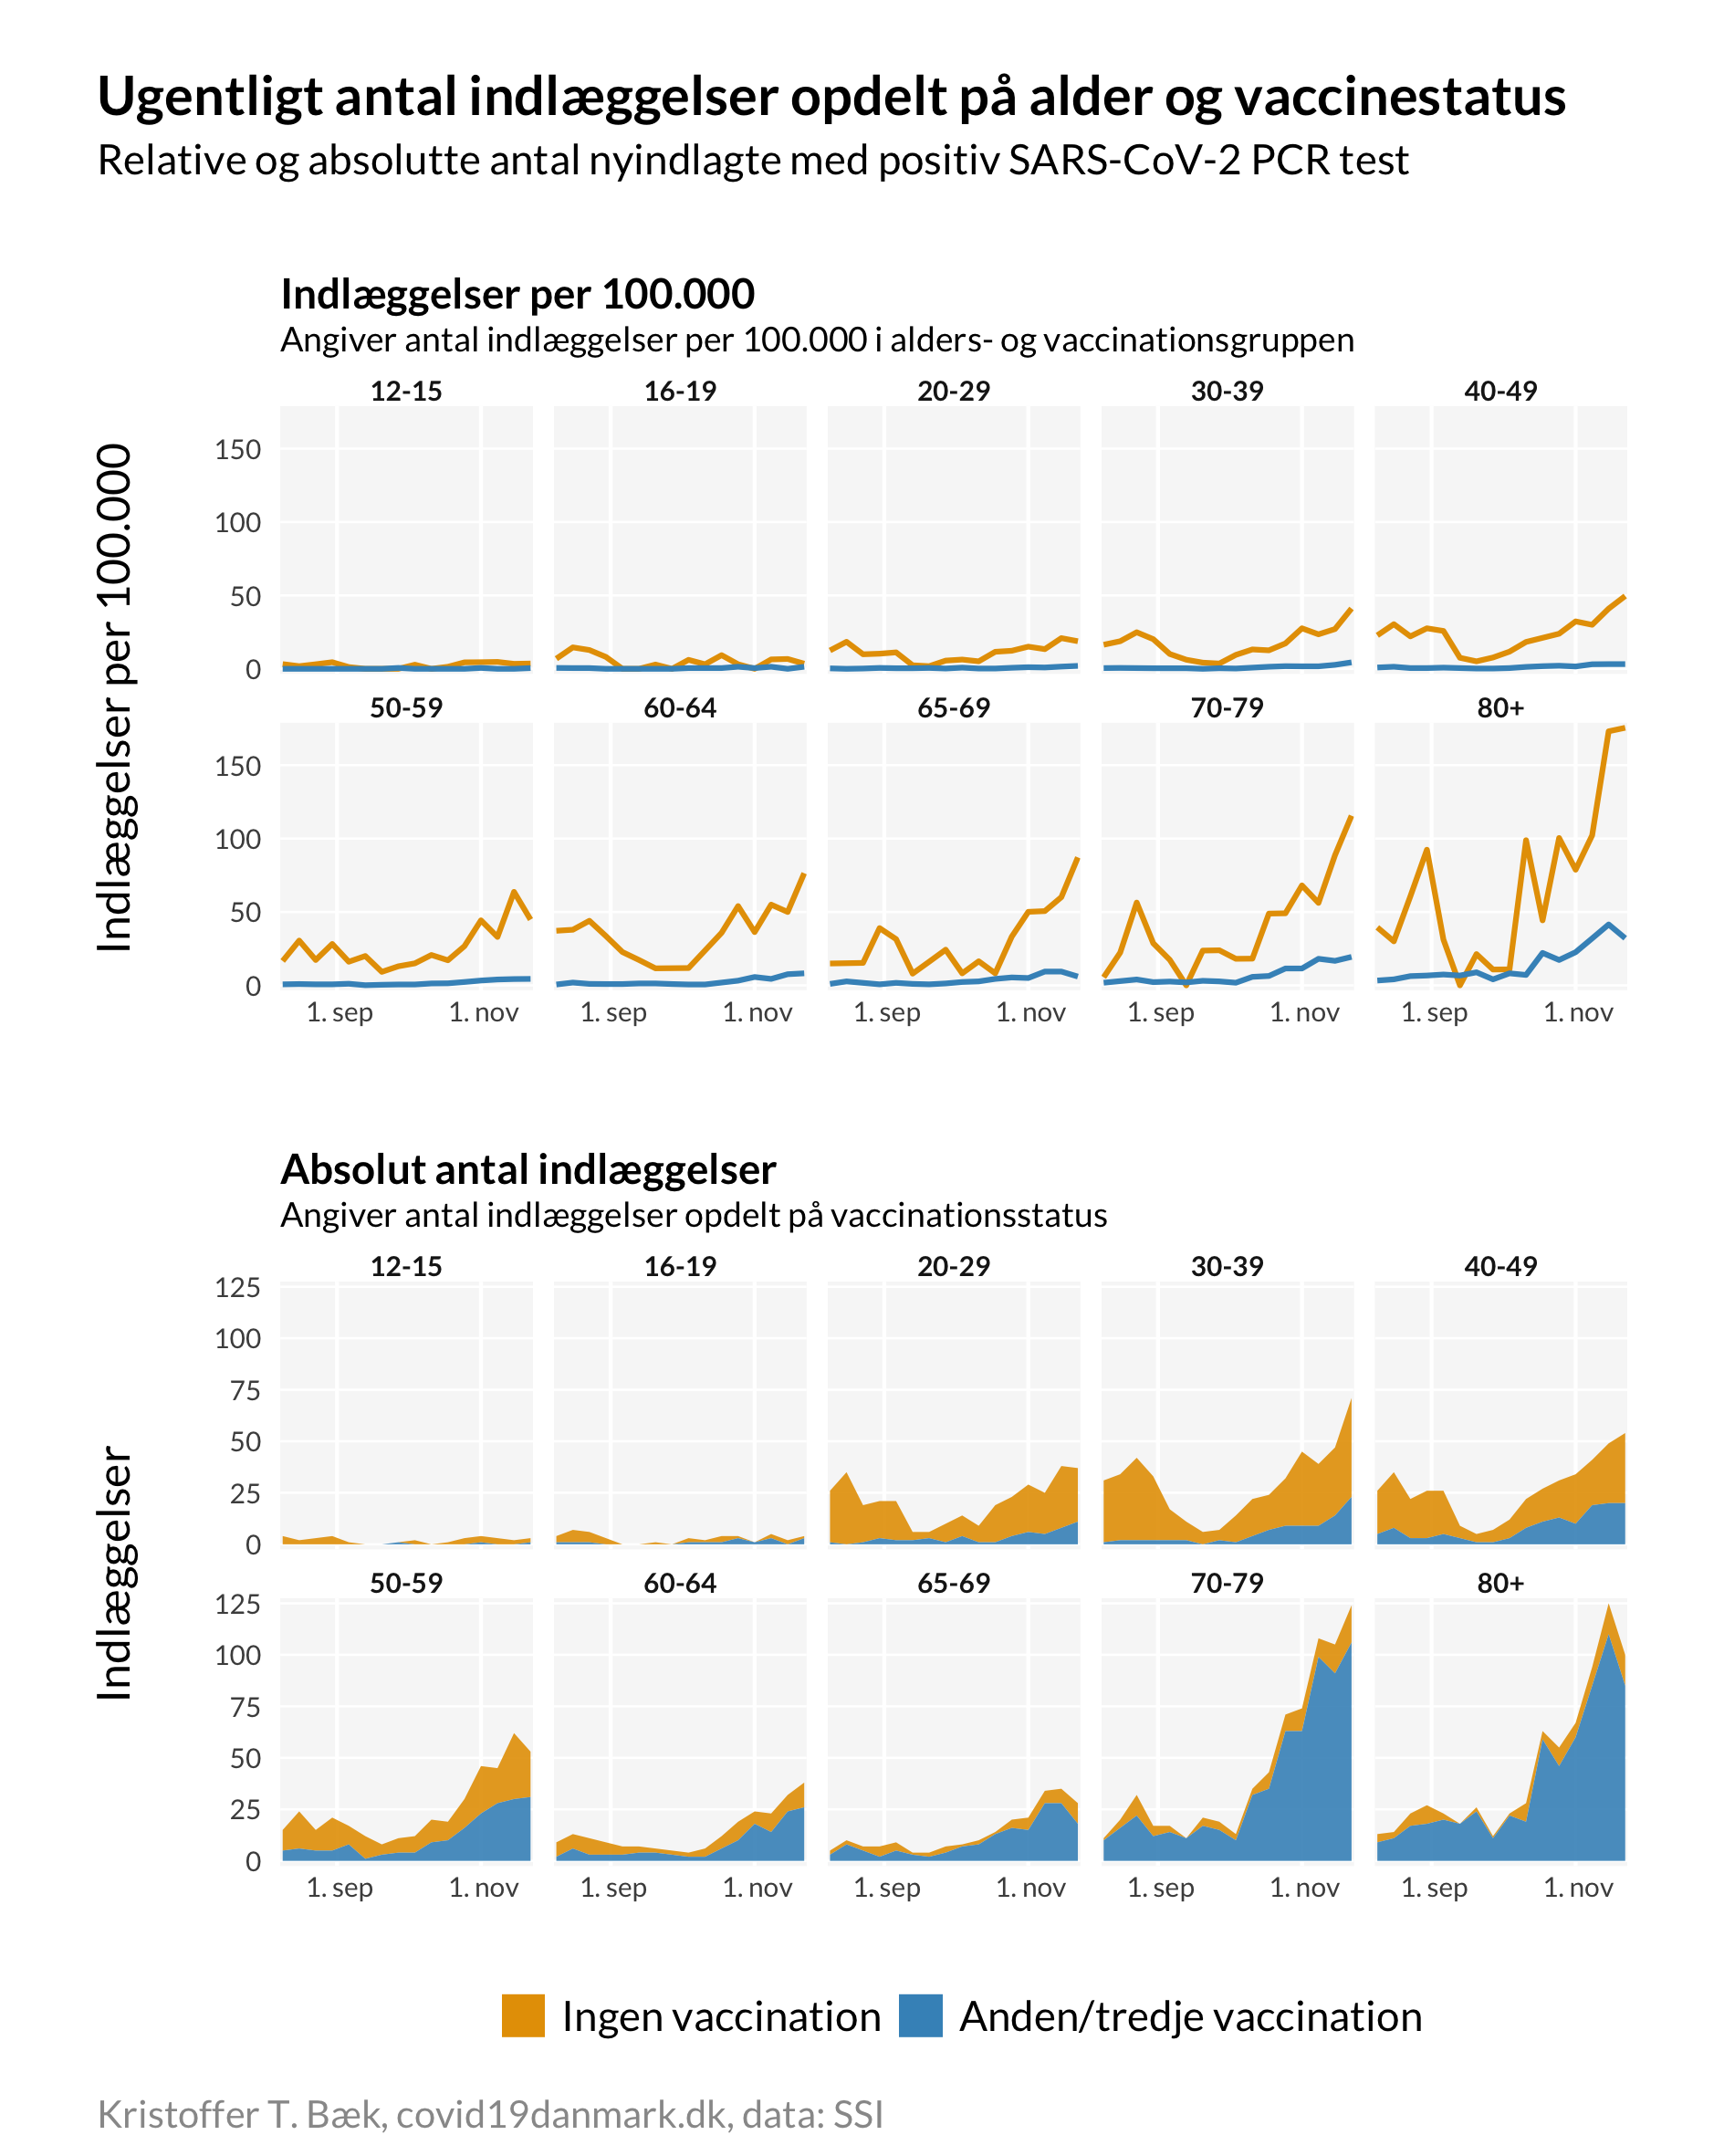 Ugentligt antal indlæggelser opdelt på alder og vaccinestatus
Relative og absolutte antal nyindlagte med positiv SARS-CoV-2 PCR test
Indlæggelser per 100.000
Angiver antal indlæggelser per 100.000 i alders- og vaccinationsgruppen
Indlæggelser per 100.000
12-15 16-19 20-29 30-39 40-49
150
100
50
0
50-59 60-64 65-69 70-79 80+
150
100
50
0
1. sep 1. nov 1. sep 1. nov 1. sep 1. nov 1. sep 1. nov 1. sep 1. nov
Absolut antal indlæggelser
Angiver antal indlæggelser opdelt på vaccinationsstatus
Indlæggelser
12-15 16-19 20-29 30-39 40-49
125
100
75
50
25
0
50-59 60-64 65-69 70-79 80+
125
100
75
50
25
0
1. sep 1. nov 1. sep 1. nov 1. sep 1. nov 1. sep 1. nov 1. sep 1. nov
Ingen vaccination Anden/tredje vaccination
Kristoffer T. Bæk, covid19danmark.dk, data: SSI